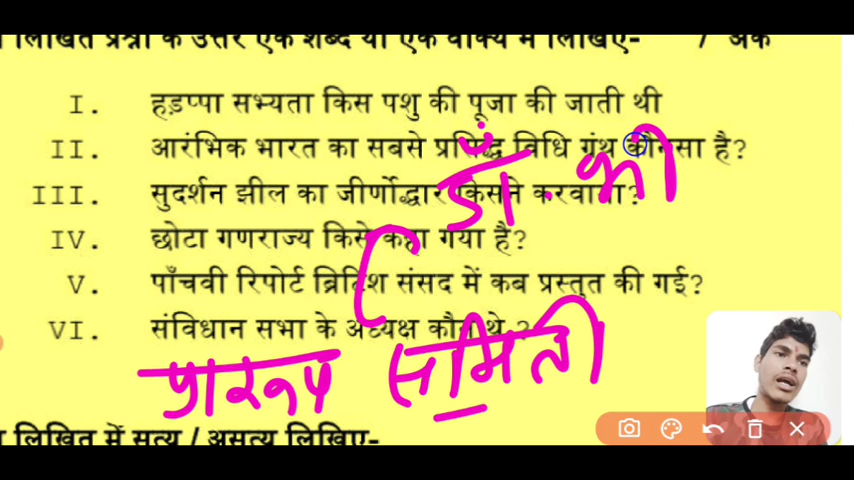 लिखित प्रश्नों के उत्तर एक शब्द या एक वाक्य में लिखिए- 7 अंक
I. हड़प्पा सभ्यता किस पशु की पूजा की जाती थी
II. आरंभिक भारत का सबसे प्रसिद्ध विधि ग्रंथ कौनसा है?
III. सुदर्शन झील का जीर्णोद्धार किसने करवाया?
IV. छोटा गणराज्य किसे कहा गया है?
V. पाँचवी रिपोर्ट ब्रिटिश संसद में कब प्रस्तुत की गई?
VI. संविधान सभा के अध्यक्ष कौन थे ?
डॉ. भी
प्रारूप समिती
लिखित में सत्य / असत्य लिखिए-